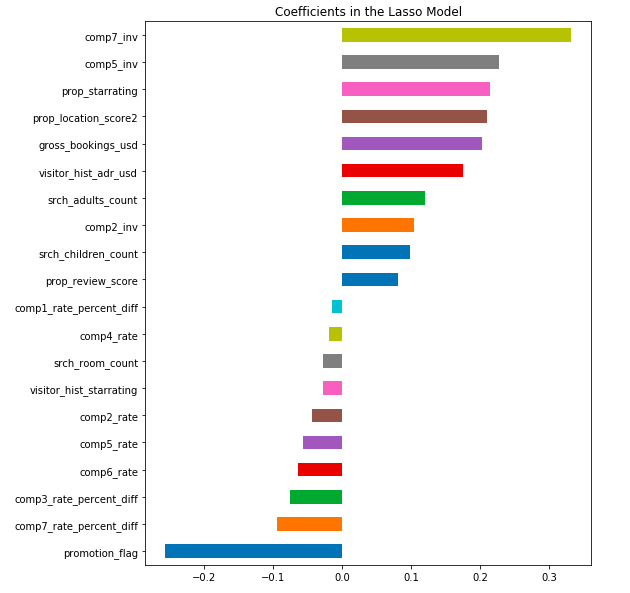 Coefficients in the Lasso Model
comp7_inv
comp5_inv
prop_starrating
prop_location_score2
gross_bookings_usd
visitor_hist_adr_usd
srch_adults_count
comp2_inv
srch_children_count
prop_review_score
comp1_rate_percent_diff
comp4_rate
srch_room_count
visitor_hist_starrating
comp2_rate
comp5_rate
comp6_rate
comp3_rate_percent_diff
comp7_rate_percent_diff
promotion_flag
−0.2 −0.1 0.0 0.1 0.2 0.3